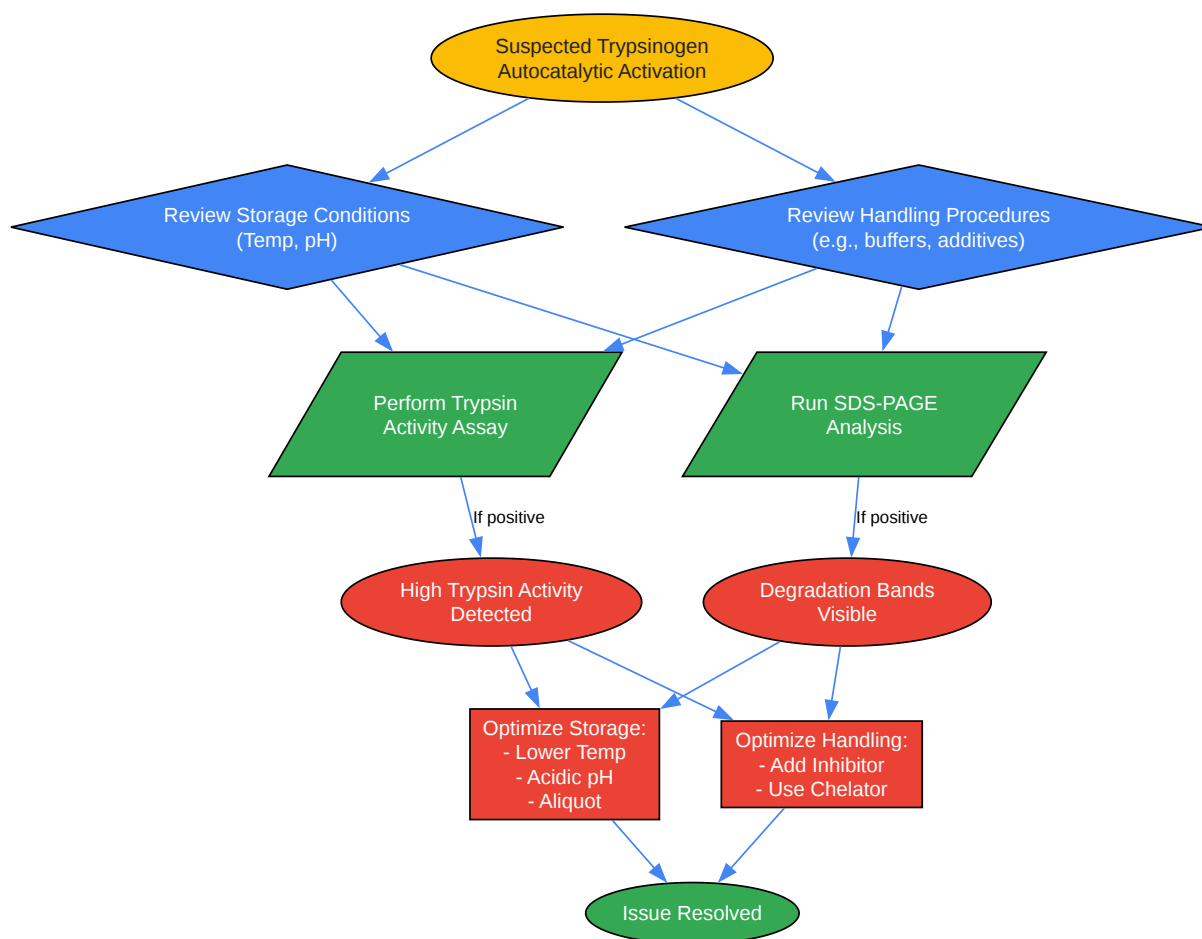 Suspected Trypsinogen
Autocatalytic Activation
Review Storage Conditions
(Temp, pH)
Review Handling Procedures
(e.g., buffers, additives)
Perform Trypsin
Activity Assay
Run SDS-PAGE
Analysis
If positive
If positive
High Trypsin Activity
Detected
Degradation Bands
Visible
Optimize Storage:
- Lower Temp
- Acidic pH
- Aliquot
Optimize Handling:
- Add Inhibitor
- Use Chelator
Issue Resolved